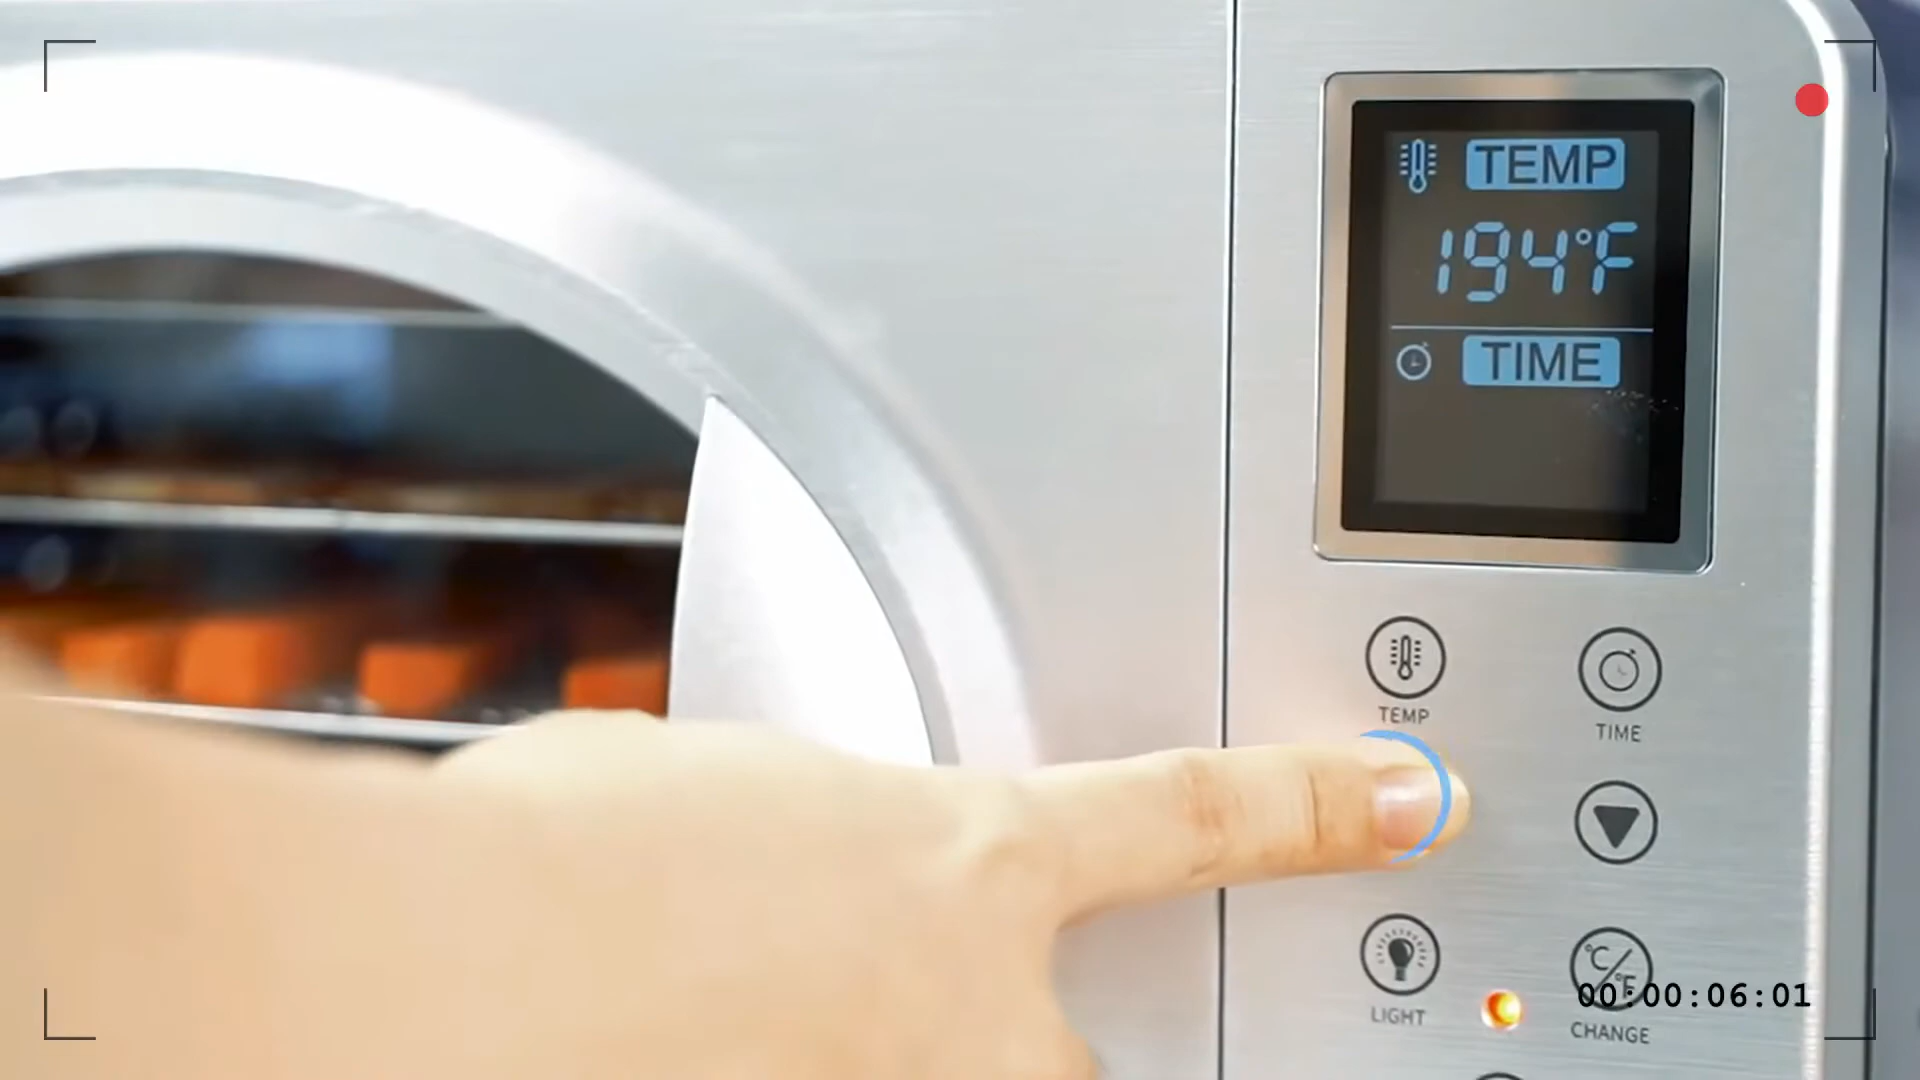 TEMP
194°F
TIME
TEMP
TIME
LIGHT
°C/°F
CHANGE
00:00:06:01